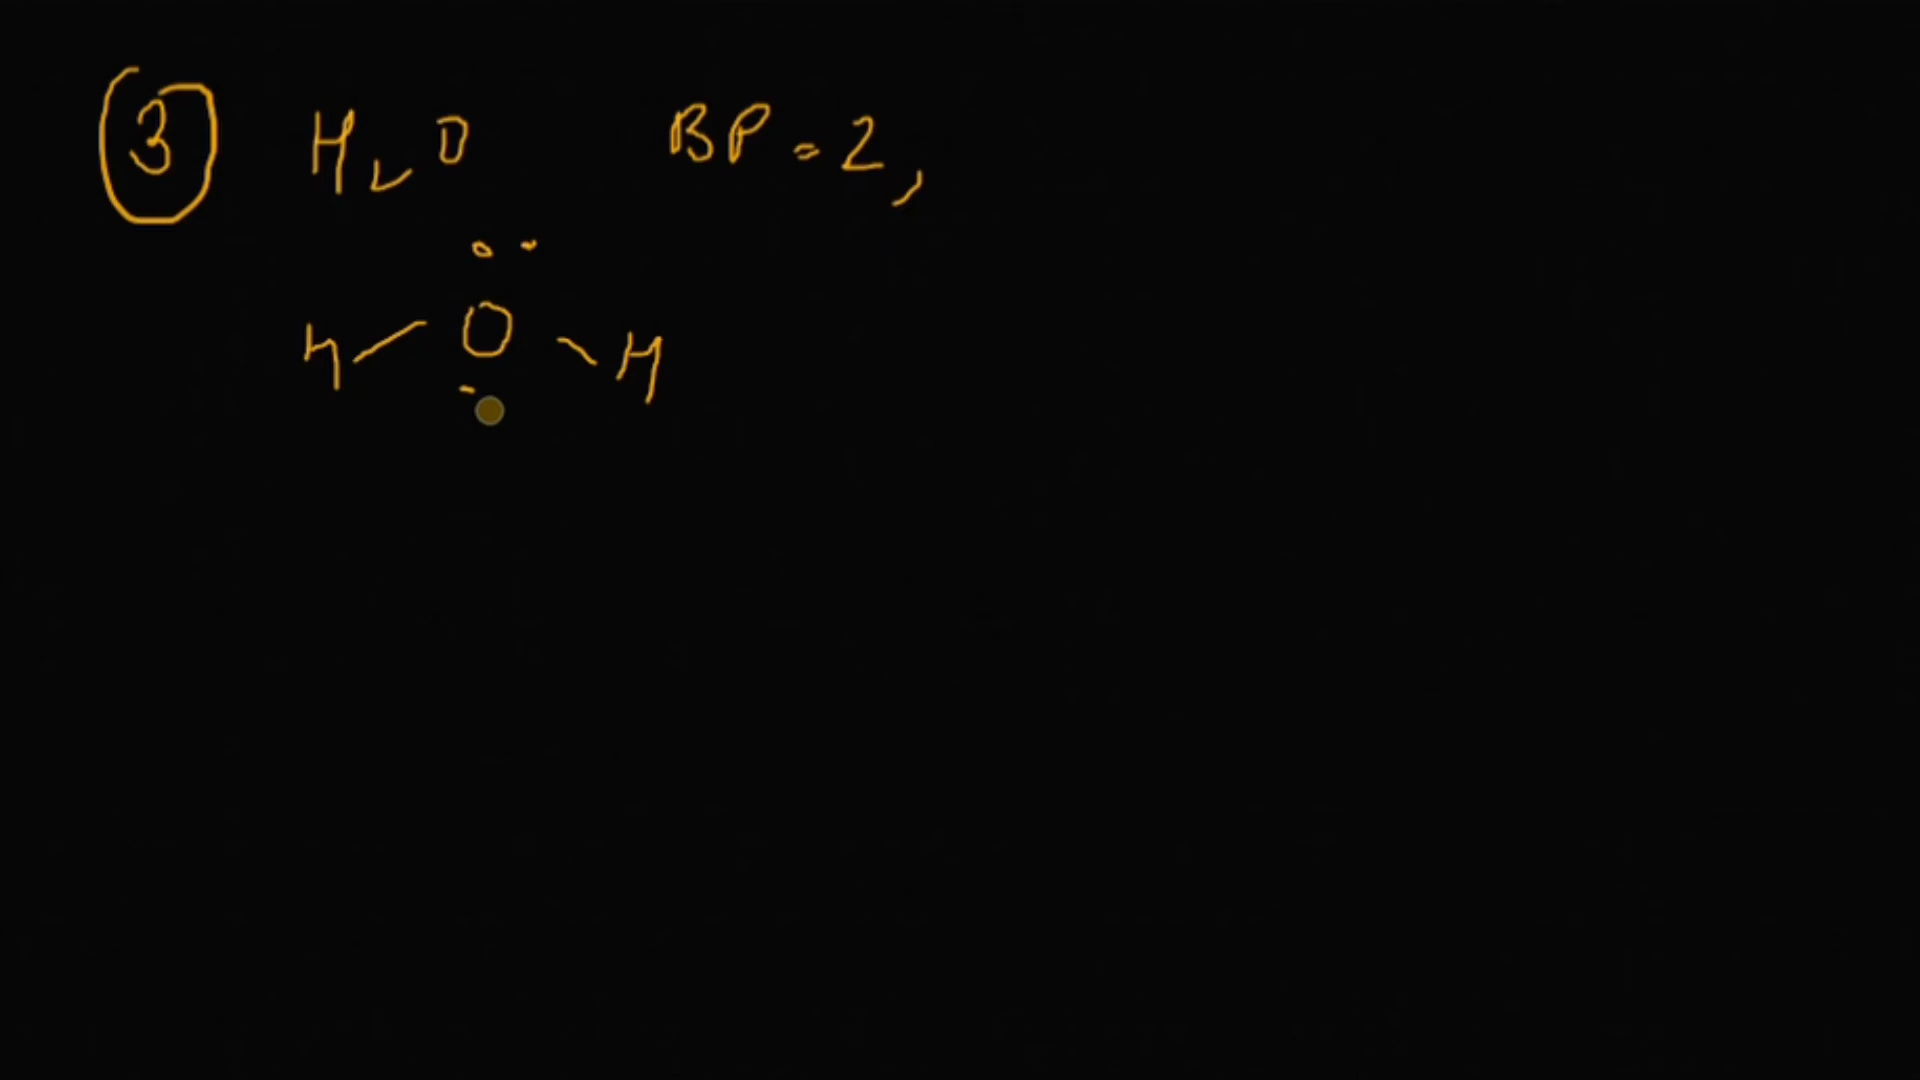 3 H₂O BP = 2,
H O H